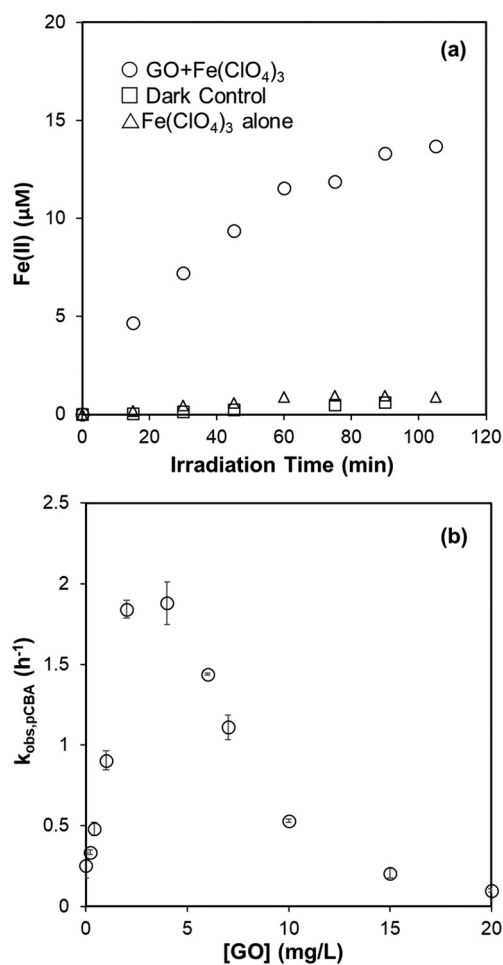 20
(a)
GO+Fe(ClO₄)₃
Dark Control
15
Fe(ClO₄)₃ alone
10
5
0
0 20 40 60 80 100 120
Fe(II) (µM)
Irradiation Time (min)
2.5
(b)
2
1.5
1
0.5
0
0 5 10 15 20
k_obs,pCBA (h⁻¹)
[GO] (mg/L)